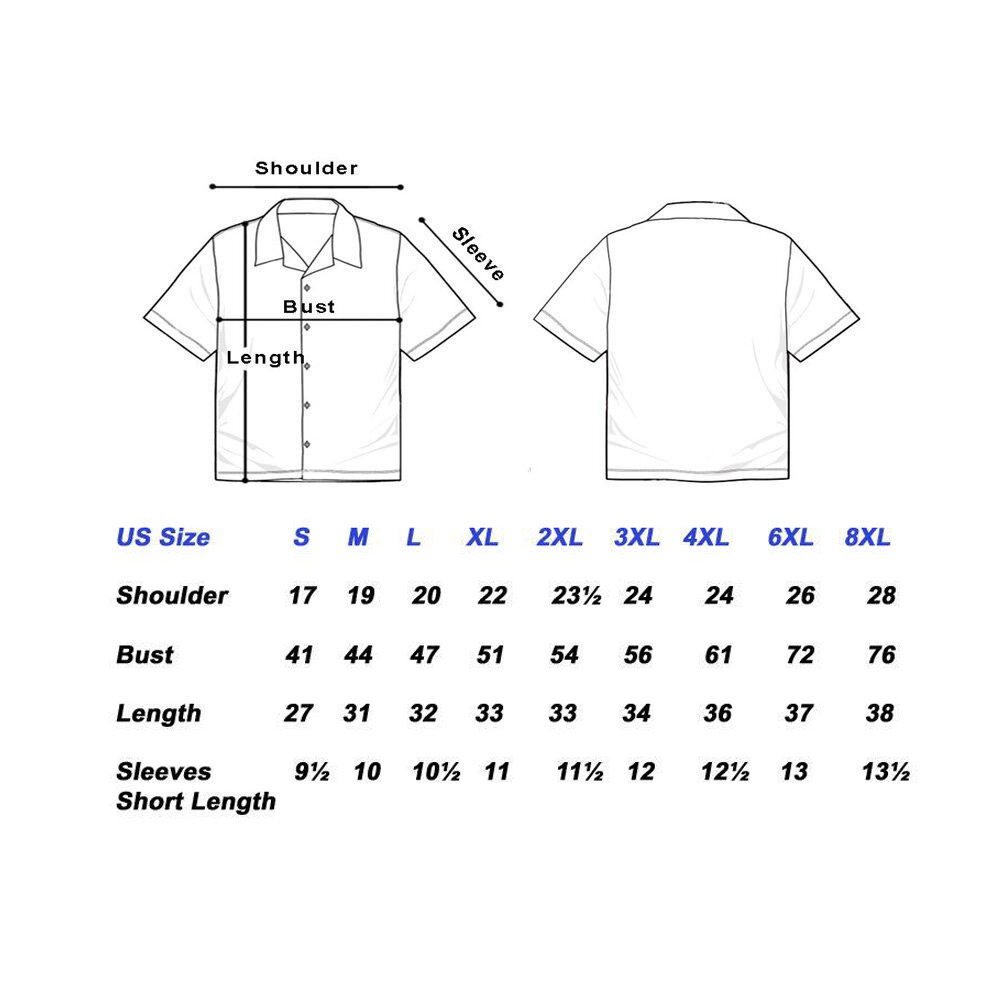 Shoulder
Sleeve
Bust
Length
US Size S M L XL 2XL 3XL 4XL 6XL 8XL
Shoulder 17 19 20 22 23½ 24 24 26 28
Bust 41 44 47 51 54 56 61 72 76
Length 27 31 32 33 33 34 36 37 38
Sleeves 9½ 10 10½ 11 11½ 12 12½ 13 13½
Short Length